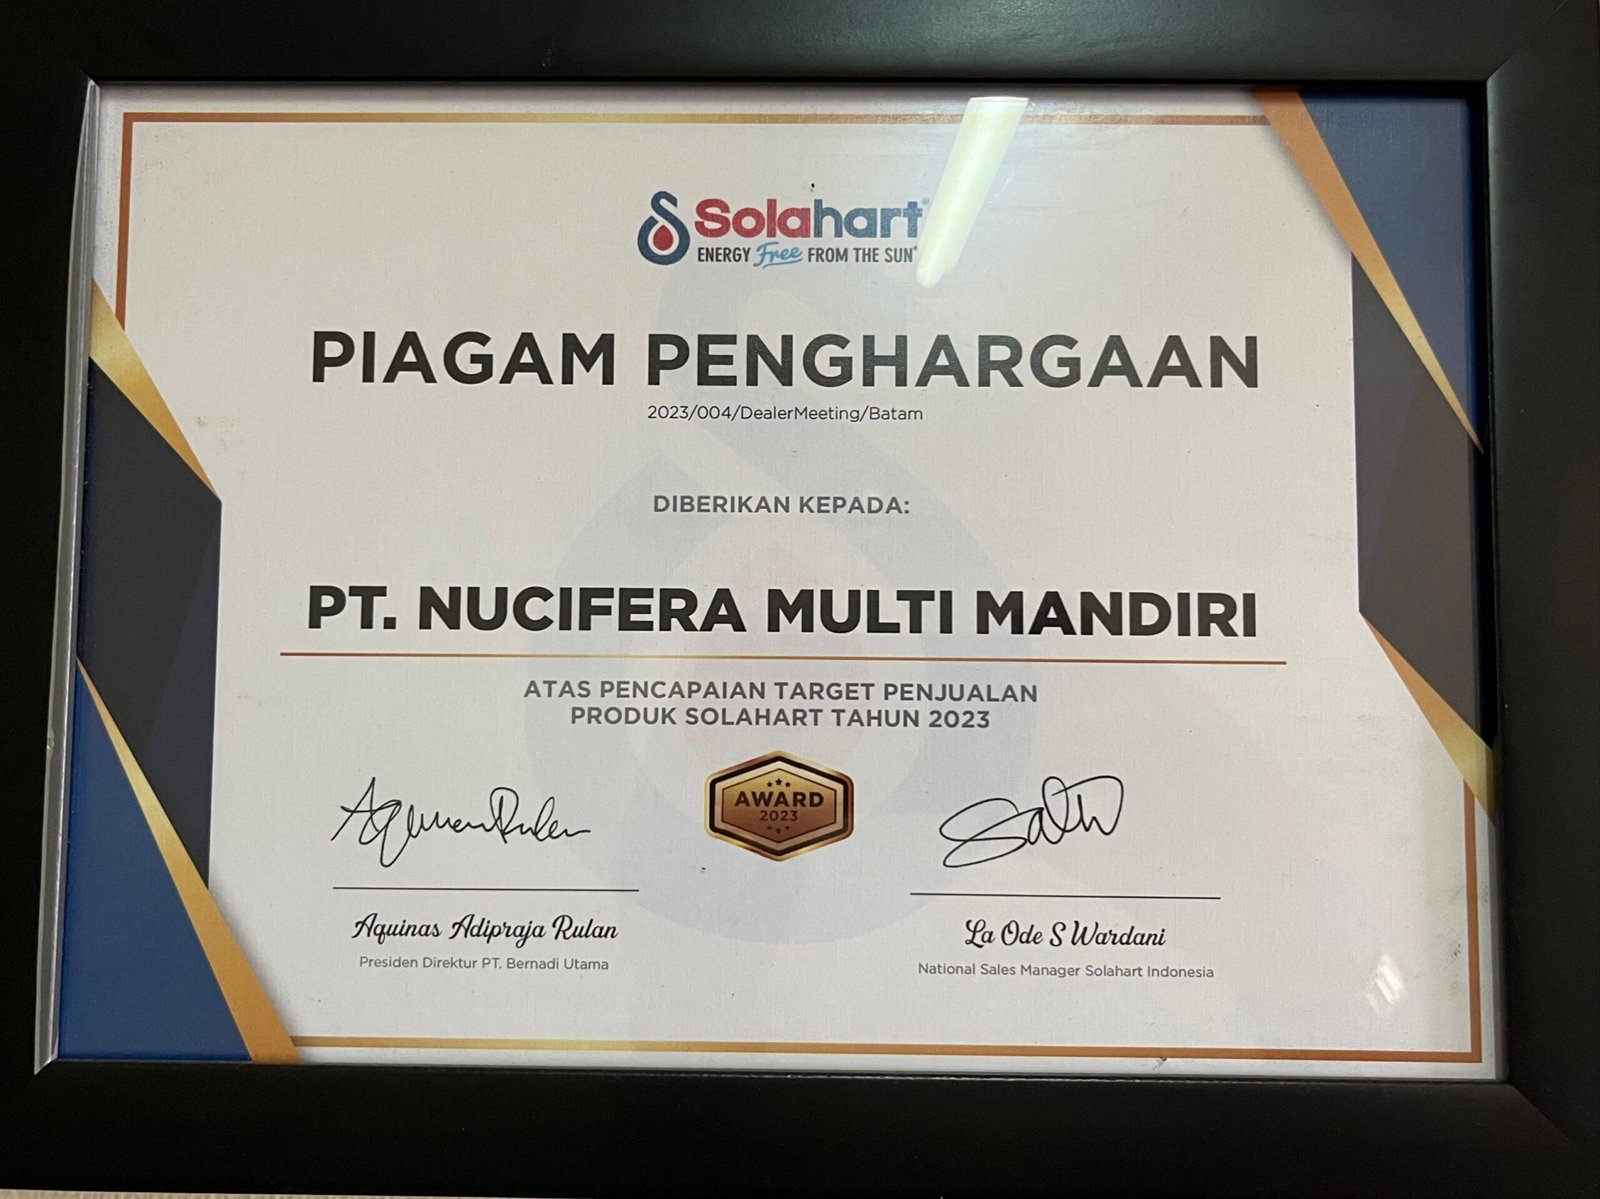 Solahart®
ENERGY Free FROM THE SUN®
PIAGAM PENGHARGAAN
2023/004/DealerMeeting/Batam
DIBERIKAN KEPADA:
PT. NUCIFERA MULTI MANDIRI
ATAS PENCAPAIAN TARGET PENJUALAN
PRODUK SOLAHART TAHUN 2023
AWARD
2023
Aquinas Adipraja Rulan
Presiden Direktur PT. Bernadi Utama
La Ode S Wardani
National Sales Manager Solahart Indonesia